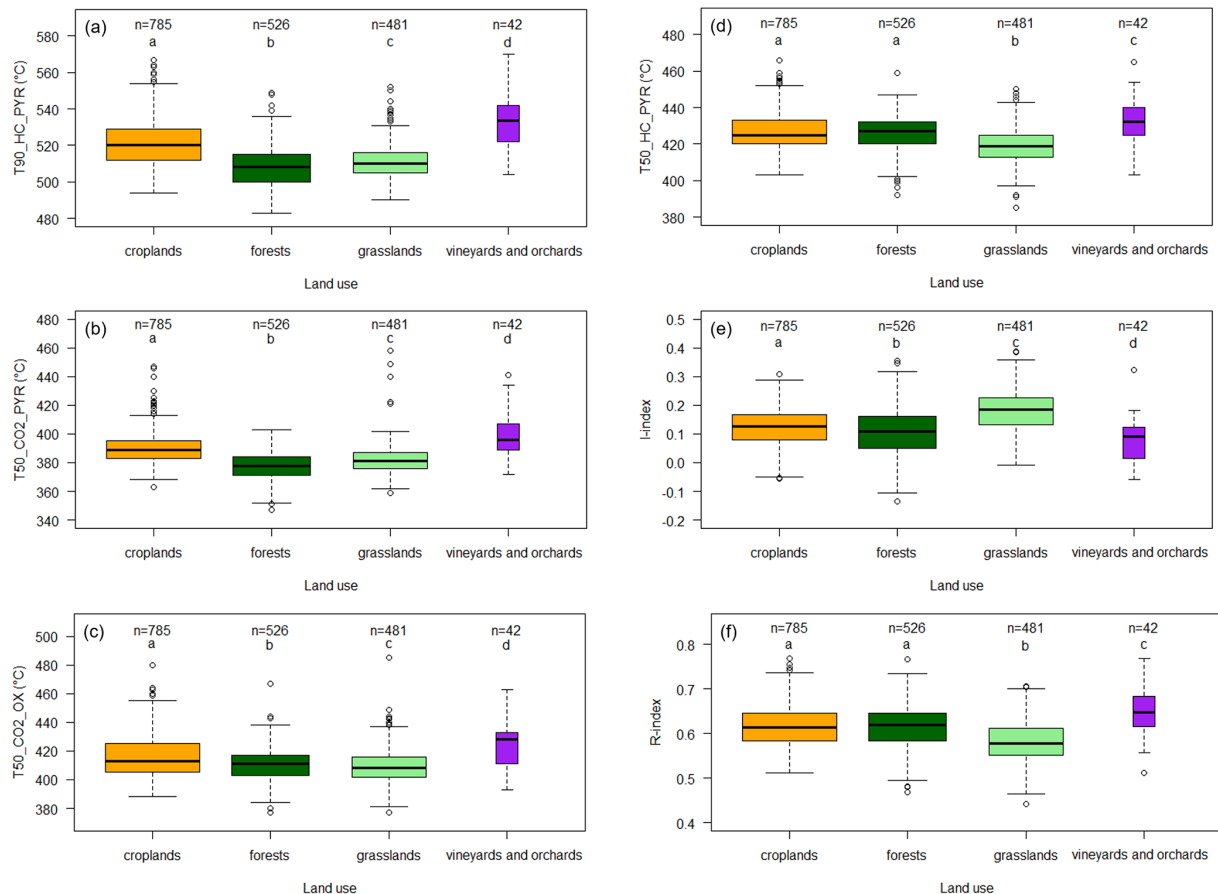 (a)
n=785
n=526
n=481
n=42
a
b
c
d
T90_HC_PYR (°C)
580
560
540
520
500
480
croplands
forests
grasslands
vineyards and orchards
Land use
(b)
n=785
n=526
n=481
n=42
a
b
c
d
T50_CO2_PYR (°C)
480
460
440
420
400
380
360
340
croplands
forests
grasslands
vineyards and orchards
Land use
(c)
n=785
n=526
n=481
n=42
a
b
c
d
T50_CO2_OX (°C)
500
480
460
440
420
400
380
croplands
forests
grasslands
vineyards and orchards
Land use
(d)
n=785
n=526
n=481
n=42
a
a
b
c
T50_HC_PYR (°C)
480
460
440
420
400
380
croplands
forests
grasslands
vineyards and orchards
Land use
(e)
n=785
n=526
n=481
n=42
a
b
c
d
I-index
0.5
0.4
0.3
0.2
0.1
0.0
-0.1
-0.2
croplands
forests
grasslands
vineyards and orchards
Land use
(f)
n=785
n=526
n=481
n=42
a
a
b
c
R-index
0.8
0.7
0.6
0.5
0.4
croplands
forests
grasslands
vineyards and orchards
Land use